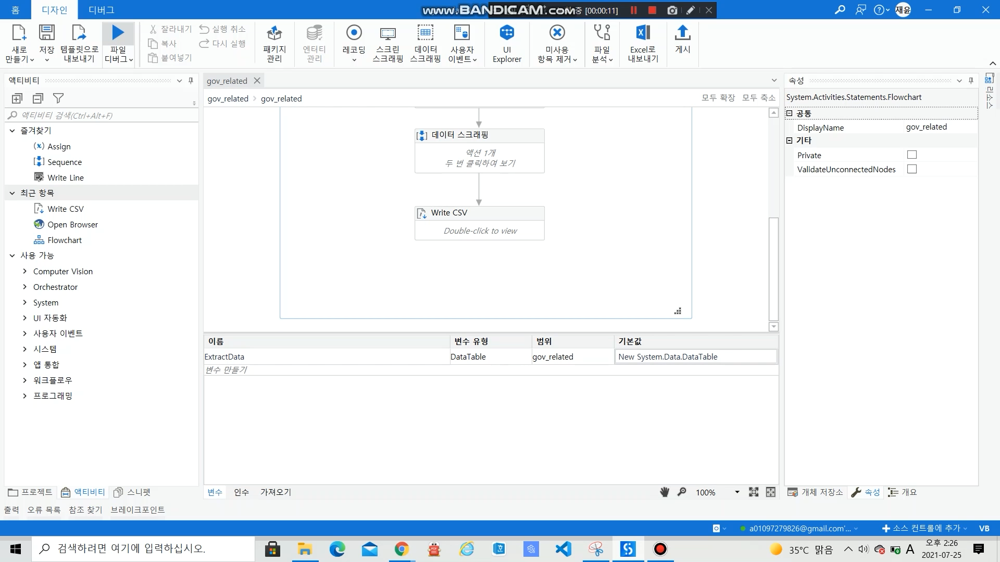 홈 디자인 디버그
www.BANDICAM.com 중 [00:00:11]
재윤
새로 만들기
저장
템플릿으로 내보내기
파일 디버그
잘라내기
복사
붙여넣기
실행 취소
다시 실행
패키지 관리
엔터티 관리
레코딩
스크린 스크래핑
데이터 스크래핑
사용자 이벤트
UI Explorer
미사용 항목 제거
파일 분석
Excel로 내보내기
게시
액티비티
액티비티 검색(Ctrl+Alt+F)
즐겨찾기
Assign
Sequence
Write Line
최근 항목
Write CSV
Open Browser
Flowchart
사용 가능
Computer Vision
Orchestrator
System
UI 자동화
사용자 이벤트
시스템
앱 통합
워크플로우
프로그래밍
프로젝트 액티비티 스니펫
gov_related
gov_related gov_related 모두 확장 모두 축소
데이터 스크래핑
액션 1개
두 번 클릭하여 보기
Write CSV
Double-click to view
이름 변수 유형 범위 기본값
ExtractData DataTable gov_related New System.Data.DataTable
변수 만들기
변수 인수 가져오기 100%
속성
System.Activities.Statements.Flowchart
공통
DisplayName gov_related
기타
Private
ValidateUnconnectedNodes
개체 저장소 속성 개요
리소스
출력 오류 목록 참조 찾기 브레이크포인트
a01097279826@gmail.com'... 소스 컨트롤에 추가 VB
검색하려면 여기에 입력하십시오.
35°C 맑음 A 오후 2:26
2021-07-25